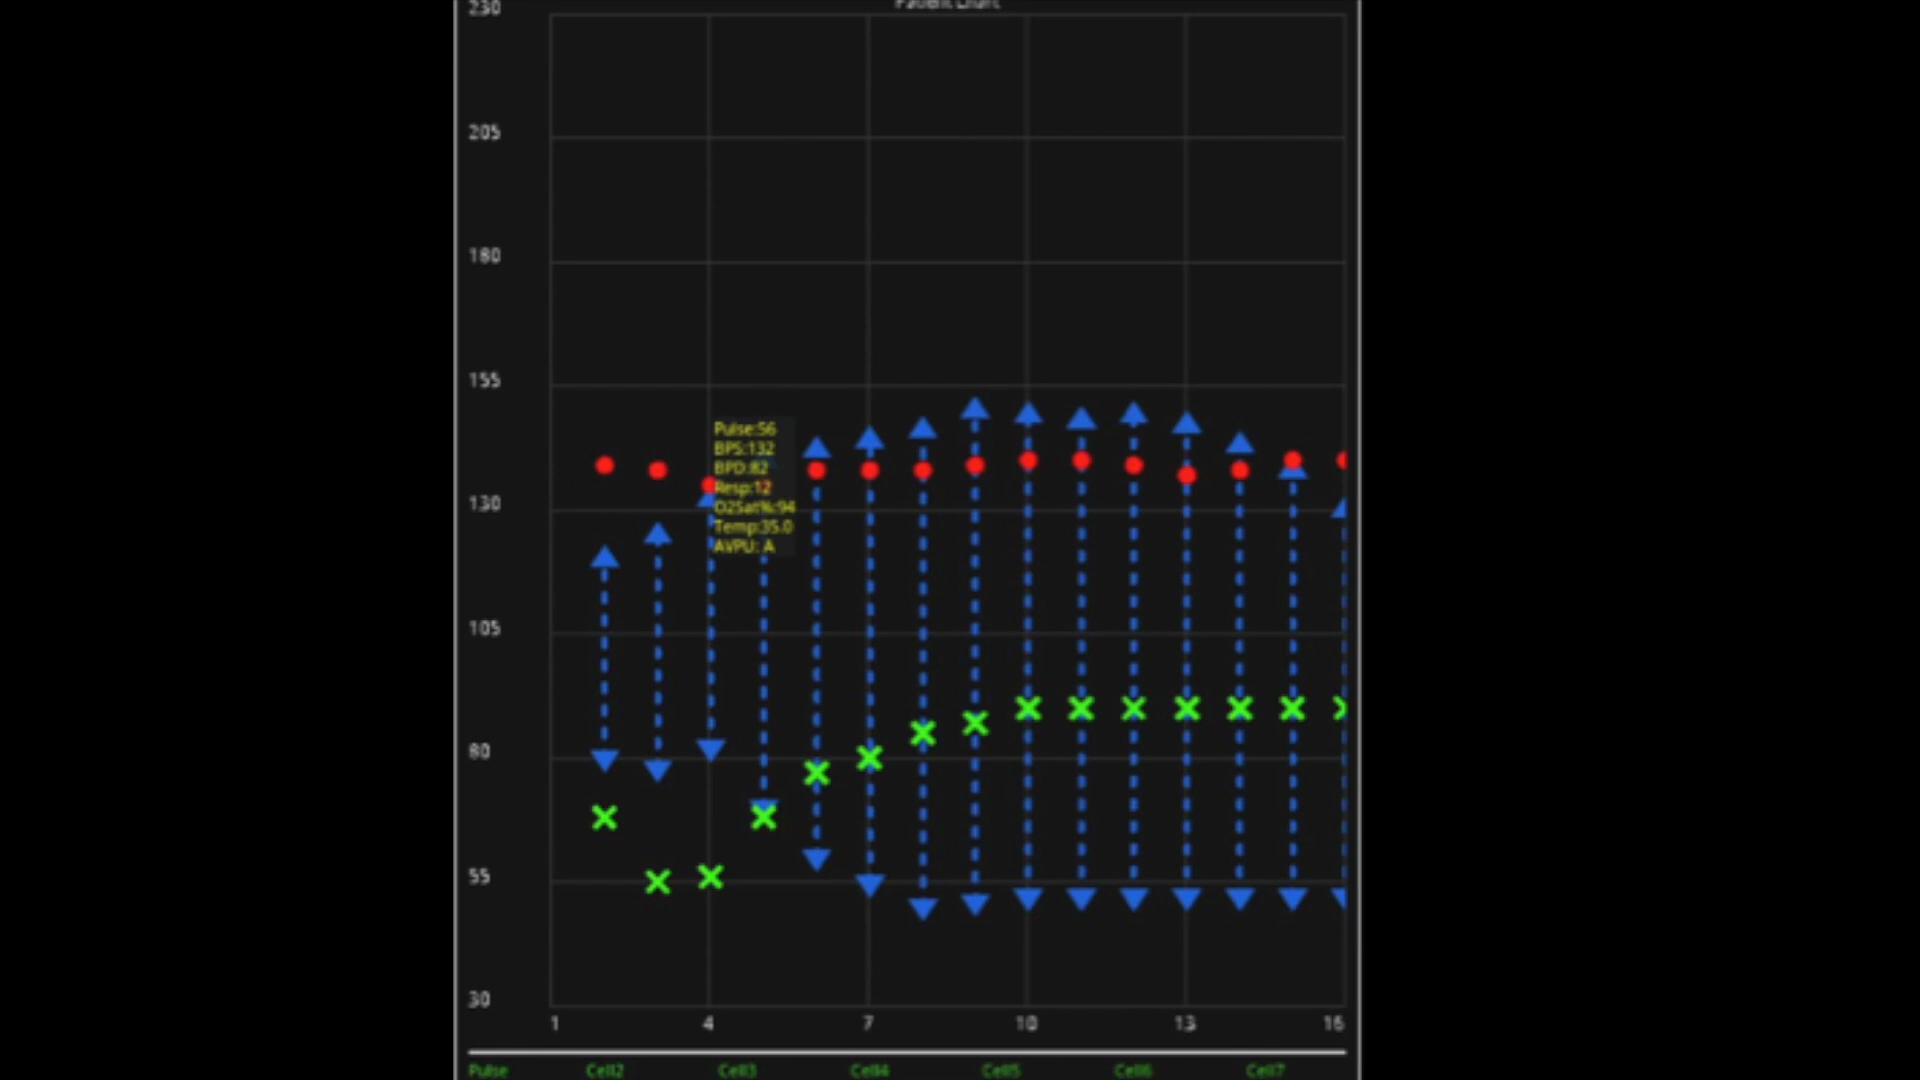 Patient Chart
230
205
180
155
130
105
80
55
30
Pulse:56
BPS:132
BPD:82
Resp:12
O2Sat%:94
Temp:35.0
AVPU: A
1 4 7 10 13 16
Pulse Cell2 Cell3 Cell4 Cell5 Cell6 Cell7